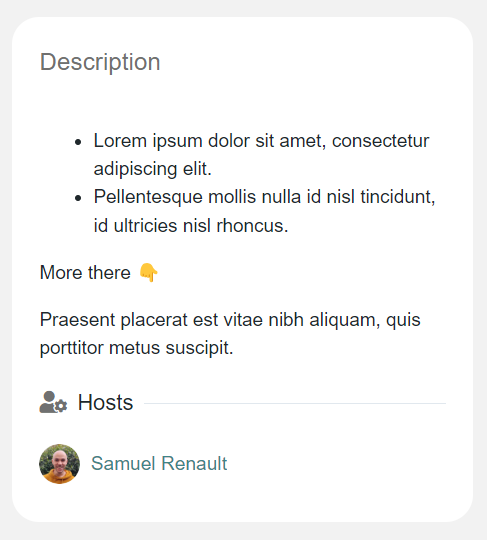 Description
• Lorem ipsum dolor sit amet, consectetur
adipiscing elit.
• Pellentesque mollis nulla id nisl tincidunt,
id ultricies nisl rhoncus.
More there 👇
Praesent placerat est vitae nibh aliquam, quis
porttitor metus suscipit.
Hosts
Samuel Renault